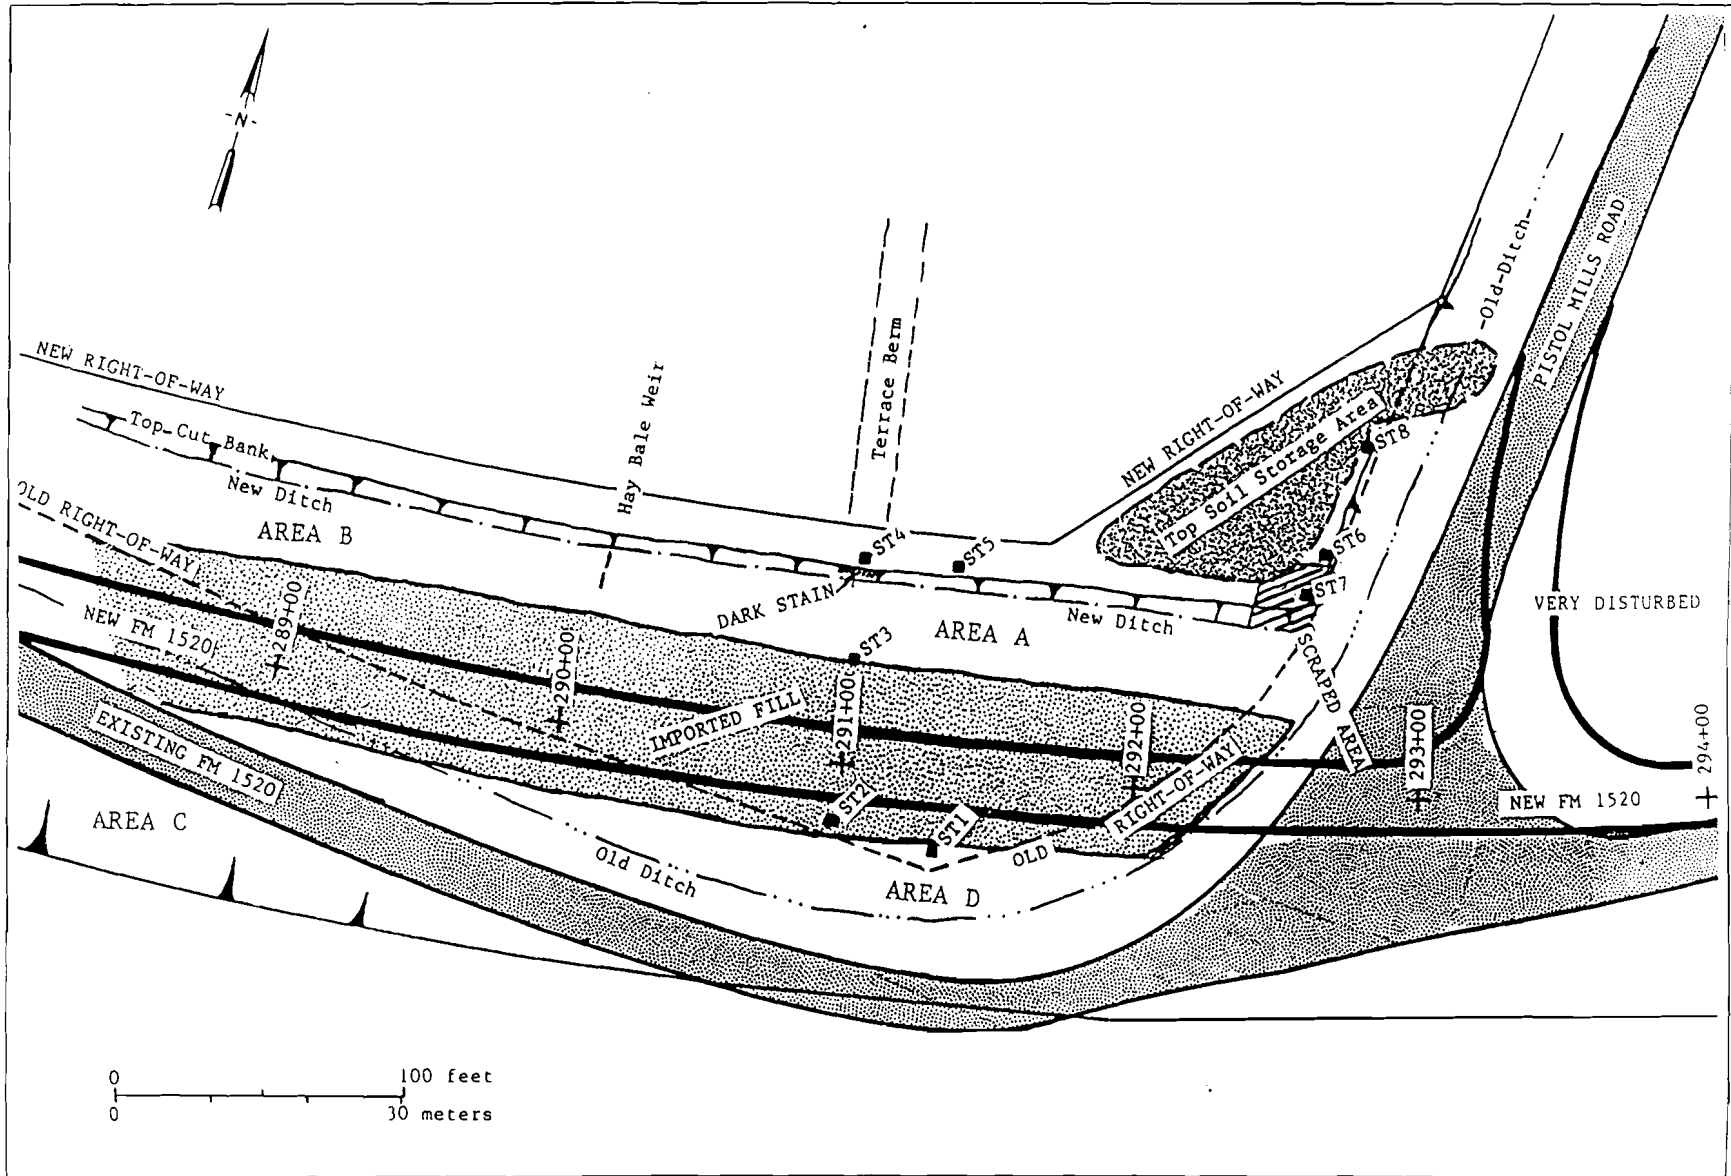 -N-
NEW RIGHT-OF-WAY
Top Cut Bank
New Ditch
OLD RIGHT-OF-WAY
AREA B
Hay Bale Weir
Terrace Berm
NEW RIGHT-OF-WAY
Top Soil Storage Area
Old Ditch
PISTOL MILLS ROAD
ST8
ST6
ST7
ST4
ST5
DARK STAIN
AREA A
New Ditch
SCRAPED AREA
VERY DISTURBED
289+00
NEW FM 1520
290+00
ST3
291+00
IMPORTED FILL
292+00
293+00
294+00
EXISTING FM 1520
AREA C
ST2
ST1
OLD RIGHT-OF-WAY
NEW FM 1520
Old Ditch
AREA D
0 100 feet
0 30 meters